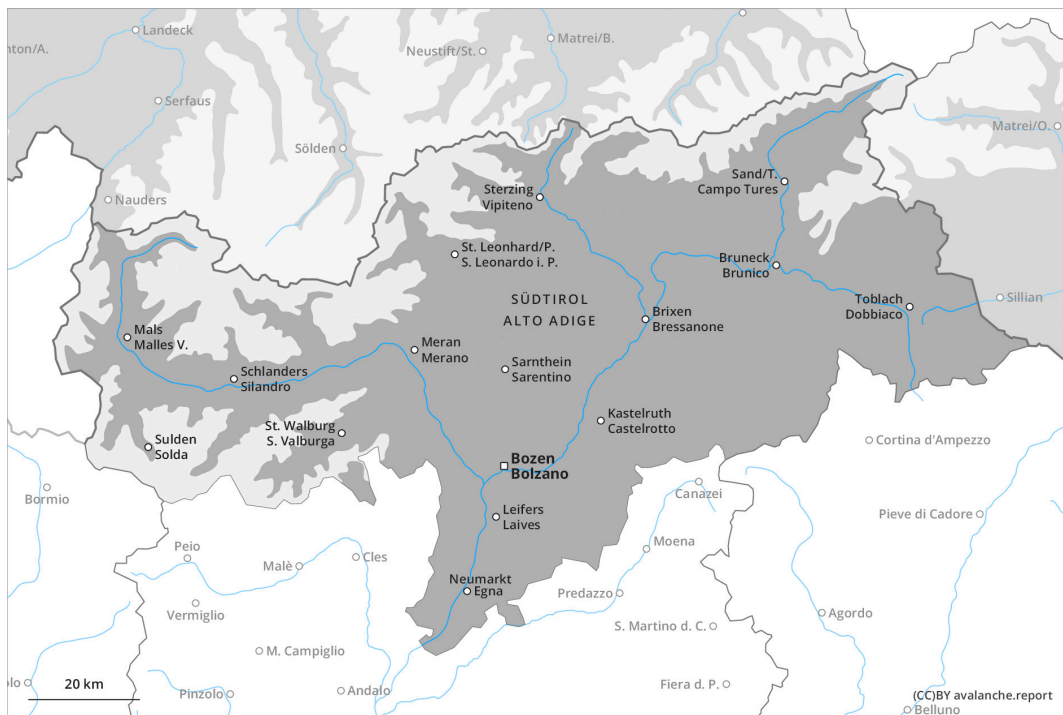 Landeck
nton/A.
Neustift/St.
Matrei/B.
Serfaus
Matrei/O.
Sölden
Sand/T.
Campo Tures
Nauders
Sterzing
Vipiteno
St. Leonhard/P.
S. Leonardo i. P.
Bruneck
Brunico
SÜDTIROL
ALTO ADIGE
Toblach
Dobbiaco
Sillian
Brixen
Bressanone
Mals
Malles V.
Meran
Merano
Schlanders
Silandro
Sarnthein
Sarentino
Kastelruth
Castelrotto
St. Walburg
S. Valburga
Sulden
Solda
Cortina d'Ampezzo
Bozen
Bolzano
Bormio
Canazei
Leifers
Laives
Pieve di Cadore
Peio
Malè
Cles
Moena
Neumarkt
Egna
Predazzo
Vermiglio
Agordo
S. Martino d. C.
M. Campiglio
olo
20 km
Pinzolo
Andalo
Fiera d. P.
(CC)BY avalanche.report
Belluno